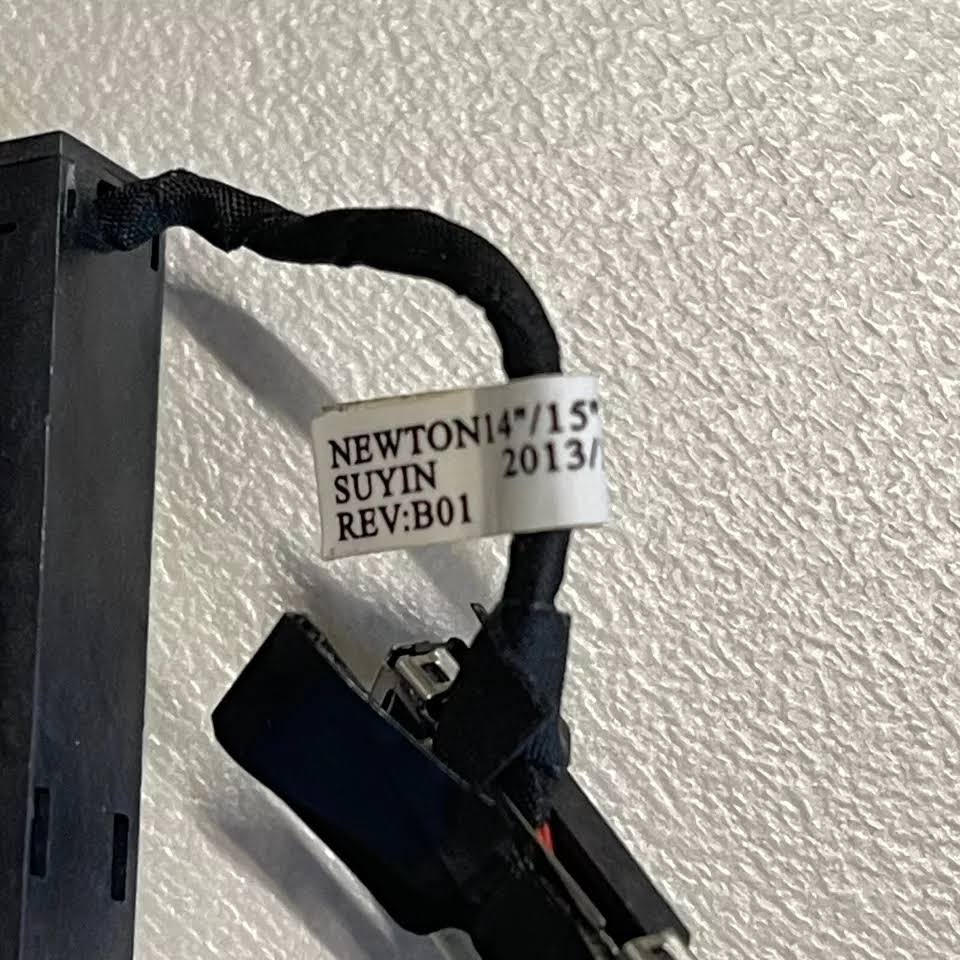 NEWTON14"/15"
SUYIN 2013/
REV:B01